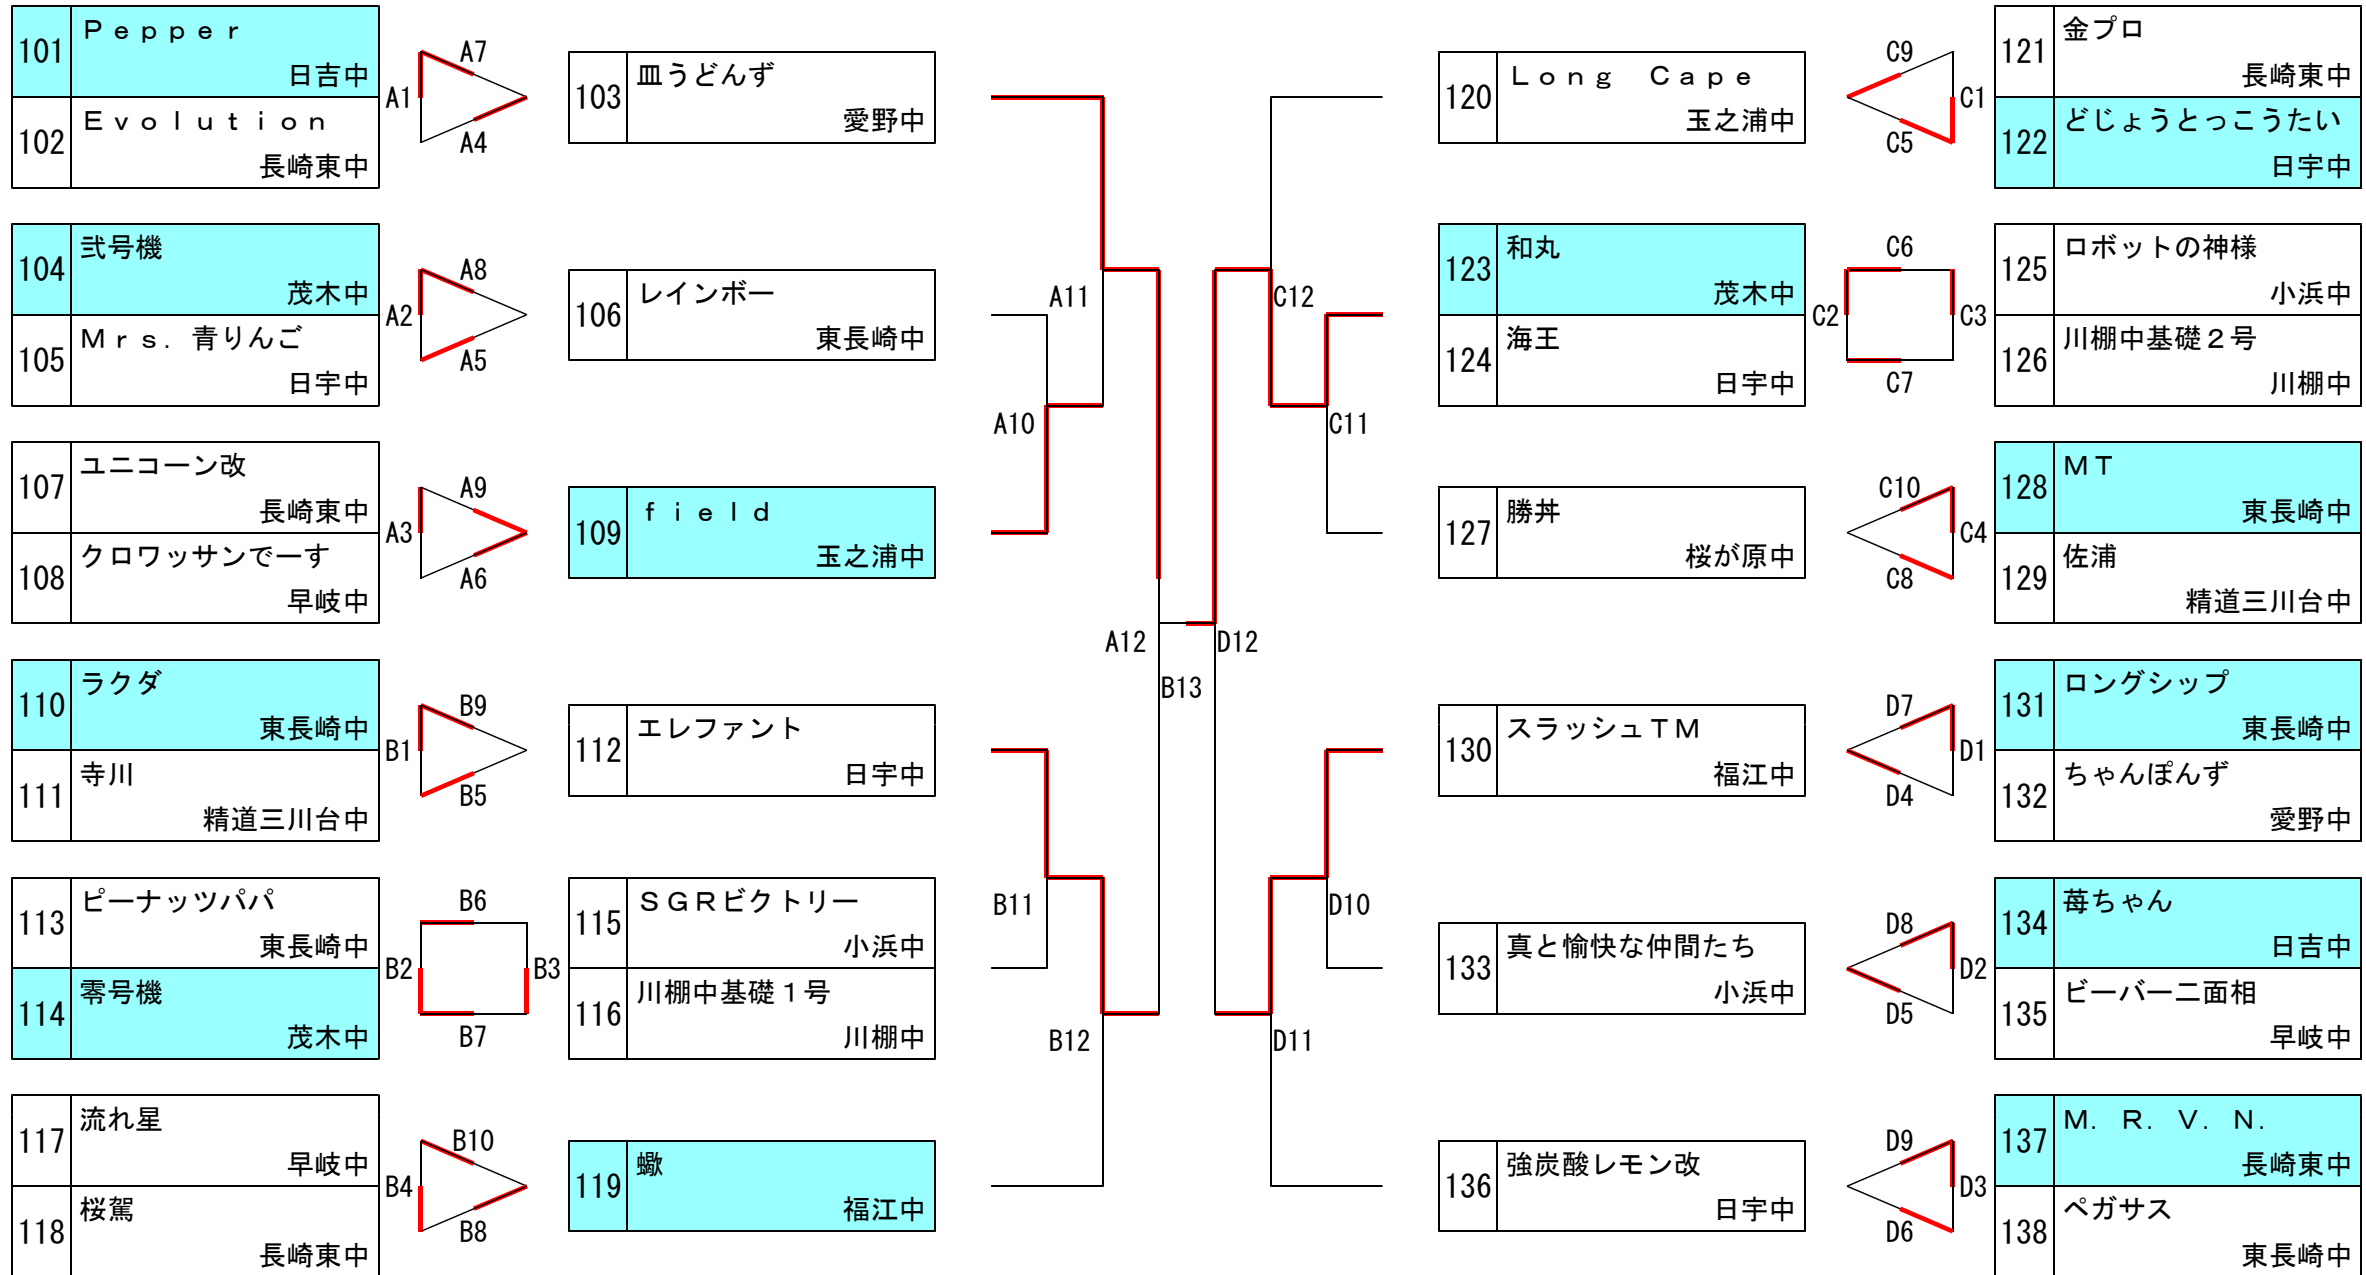 101 Ｐｅｐｐｅｒ
日吉中
102 Ｅｖｏｌｕｔｉｏｎ
長崎東中
A1
A7
A4
103 皿うどんず
愛野中
104 弐号機
茂木中
105 Ｍｒｓ．青りんご
日宇中
A2
A8
A5
106 レインボー
東長崎中
107 ユニコーン改
長崎東中
108 クロワッサンでーす
早岐中
A3
A9
A6
109 ｆｉｅｌｄ
玉之浦中
110 ラクダ
東長崎中
111 寺川
精道三川台中
B1
B9
B5
112 エレファント
日宇中
113 ピーナッツパパ
東長崎中
114 零号機
茂木中
B2
B6
B7
B3
115 ＳＧＲビクトリー
小浜中
116 川棚中基礎１号
川棚中
117 流れ星
早岐中
118 桜駕
長崎東中
B4
B10
B8
119 蠍
福江中
A11
A10
A12
B13
B11
B12
C12
C11
D12
D10
D11
120 Ｌｏｎｇ　Ｃａｐｅ
玉之浦中
C9
C5
C1
121 金プロ
長崎東中
122 どじょうとっこうたい
日宇中
123 和丸
茂木中
124 海王
日宇中
C2
C6
C7
C3
125 ロボットの神様
小浜中
126 川棚中基礎２号
川棚中
127 勝丼
桜が原中
C10
C8
C4
128 ＭＴ
東長崎中
129 佐浦
精道三川台中
130 スラッシュＴＭ
福江中
D7
D4
D1
131 ロングシップ
東長崎中
132 ちゃんぽんず
愛野中
133 真と愉快な仲間たち
小浜中
D8
D5
D2
134 苺ちゃん
日吉中
135 ビーバー二面相
早岐中
136 強炭酸レモン改
日宇中
D9
D6
D3
137 Ｍ．Ｒ．Ｖ．Ｎ．
長崎東中
138 ペガサス
東長崎中